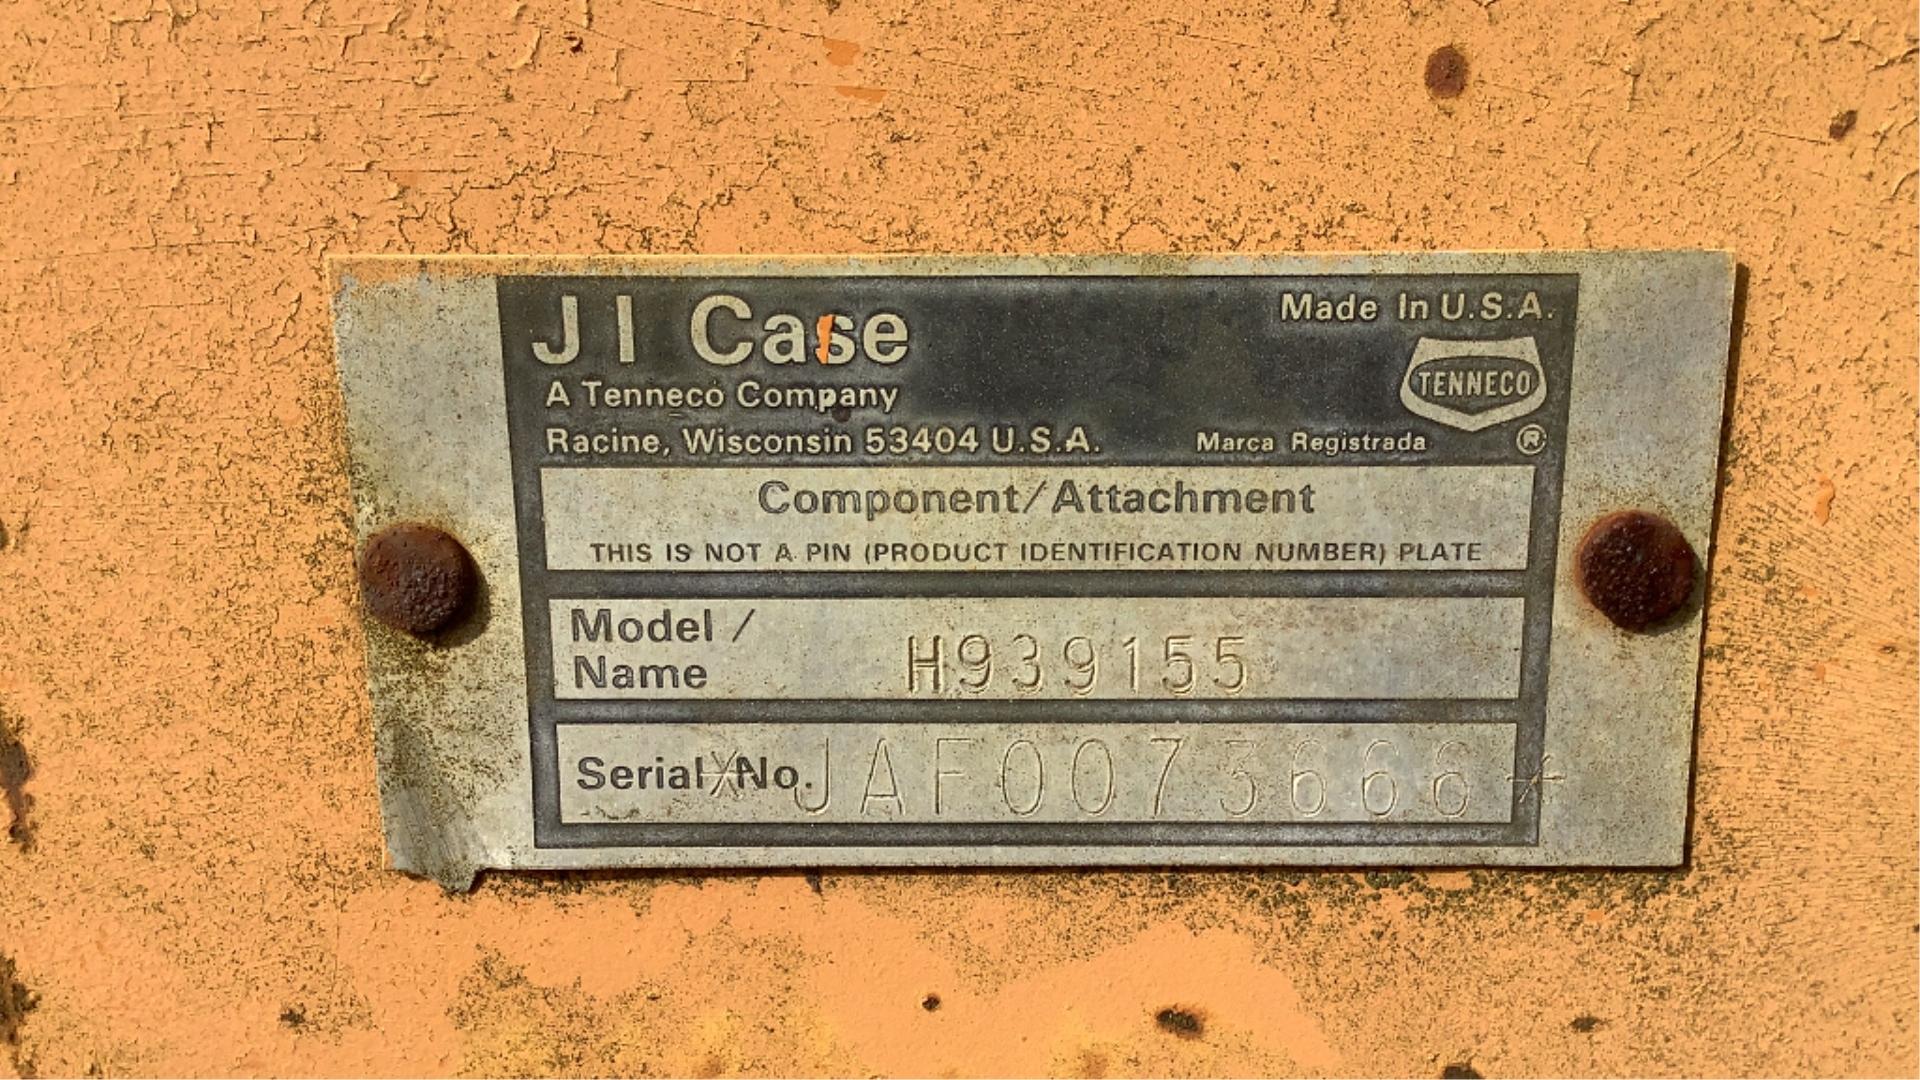 J I Case
Made In U.S.A.
A Tenneco Company
TENNECO
Racine, Wisconsin 53404 U.S.A.
Marca Registrada ®
Component/Attachment
THIS IS NOT A PIN (PRODUCT IDENTIFICATION NUMBER) PLATE
Model /
Name H939155
Serial No. *JAF0073666*